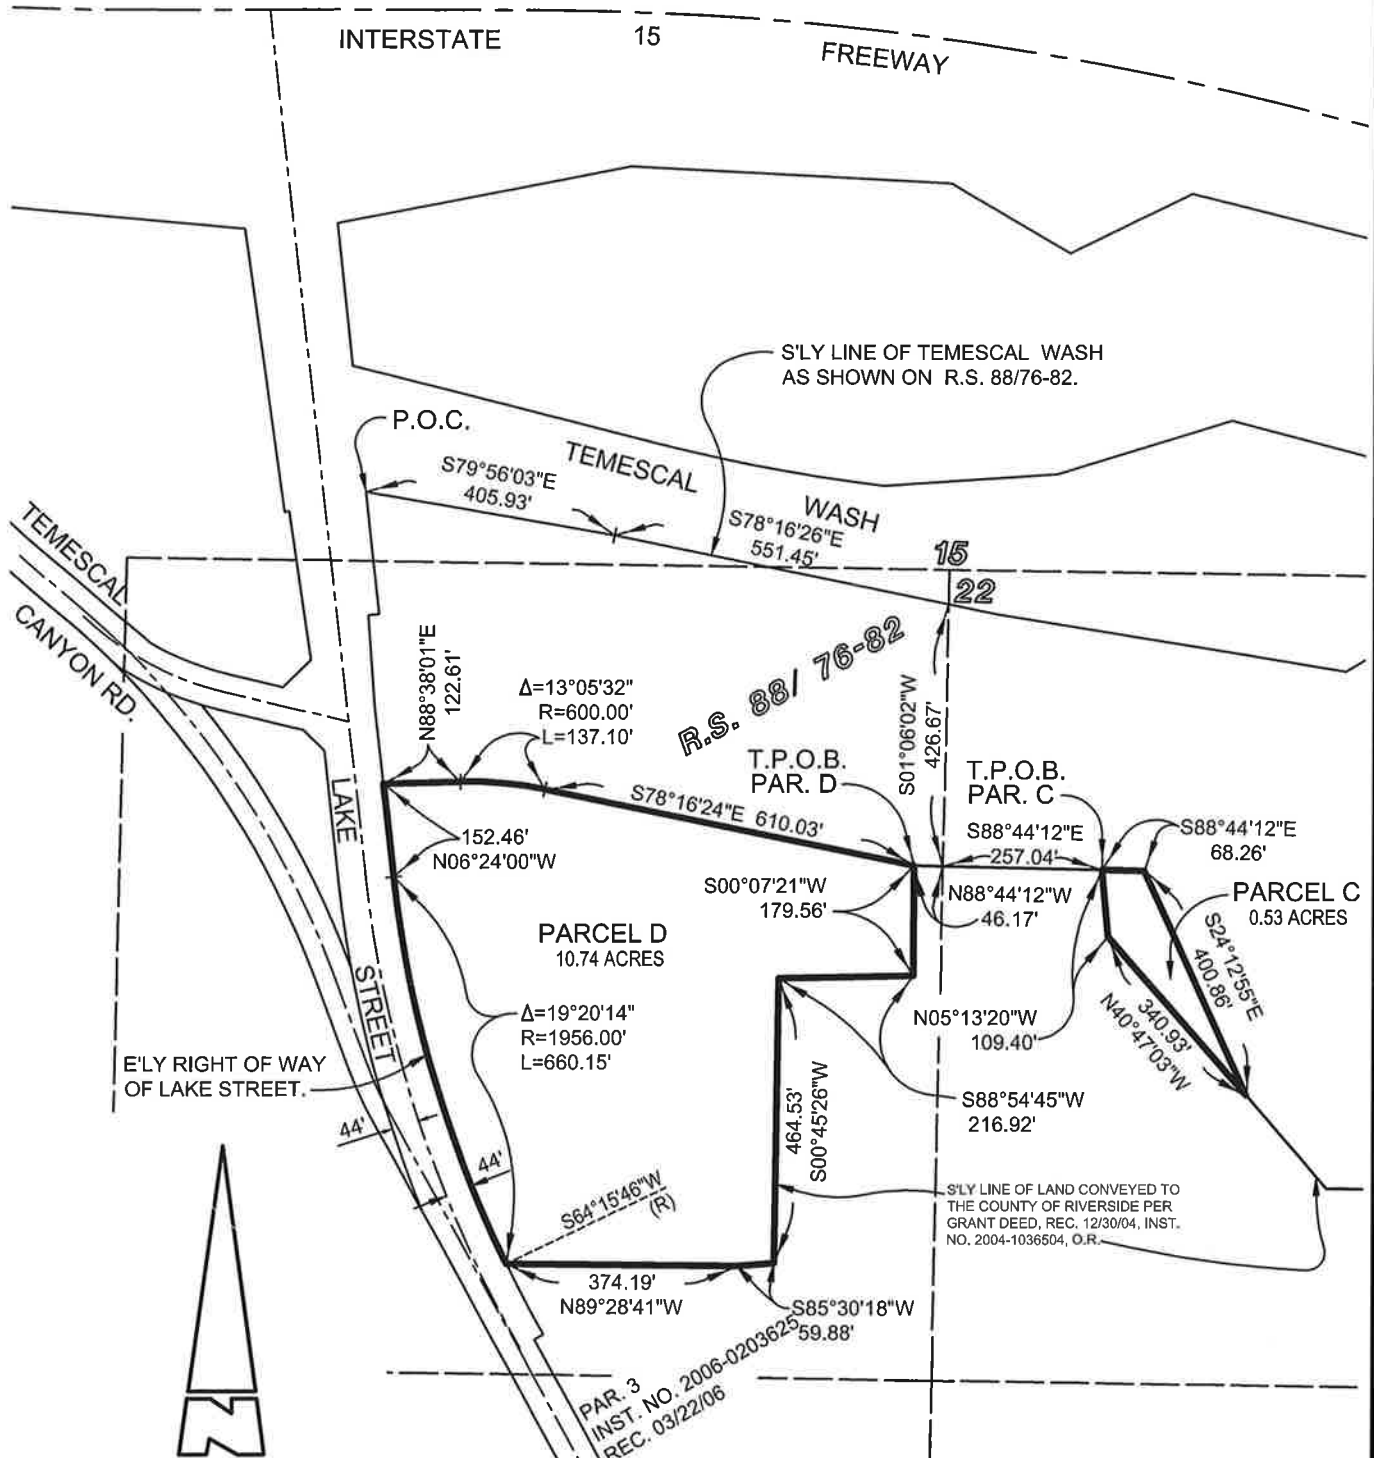 INTERSTATE 15 FREEWAY
S'LY LINE OF TEMESCAL WASH
AS SHOWN ON R.S. 88/76-82.
P.O.C.
S79°56'03"E
405.93'
TEMESCAL WASH
S78°16'26"E
551.45'
TEMESCAL
CANYON RD.
15
22
R.S. 88/ 76-82
N88°38'01"E
122.61'
Δ=13°05'32"
R=600.00'
L=137.10'
S01°06'02"W
426.67'
T.P.O.B.
PAR. D
T.P.O.B.
PAR. C
S78°16'24"E 610.03'
S88°44'12"E
257.04'
S88°44'12"E
68.26'
LAKE STREET
152.46'
N06°24'00"W
S00°07'21"W
179.56'
N88°44'12"W
46.17'
PARCEL C
0.53 ACRES
S24°12'55"E
400.86'
PARCEL D
10.74 ACRES
N05°13'20"W
109.40'
340.93'
N40°47'03"W
Δ=19°20'14"
R=1956.00'
L=660.15'
E'LY RIGHT OF WAY
OF LAKE STREET.
464.53'
S00°45'26"W
S88°54'45"W
216.92'
44'
44'
S64°15'46"W
(R)
S'LY LINE OF LAND CONVEYED TO
THE COUNTY OF RIVERSIDE PER
GRANT DEED, REC. 12/30/04, INST.
NO. 2004-1036504, O.R.
374.19'
N89°28'41"W
S85°30'18"W
59.88'
PAR. 3
INST. NO. 2006-0203625
REC. 03/22/06
N